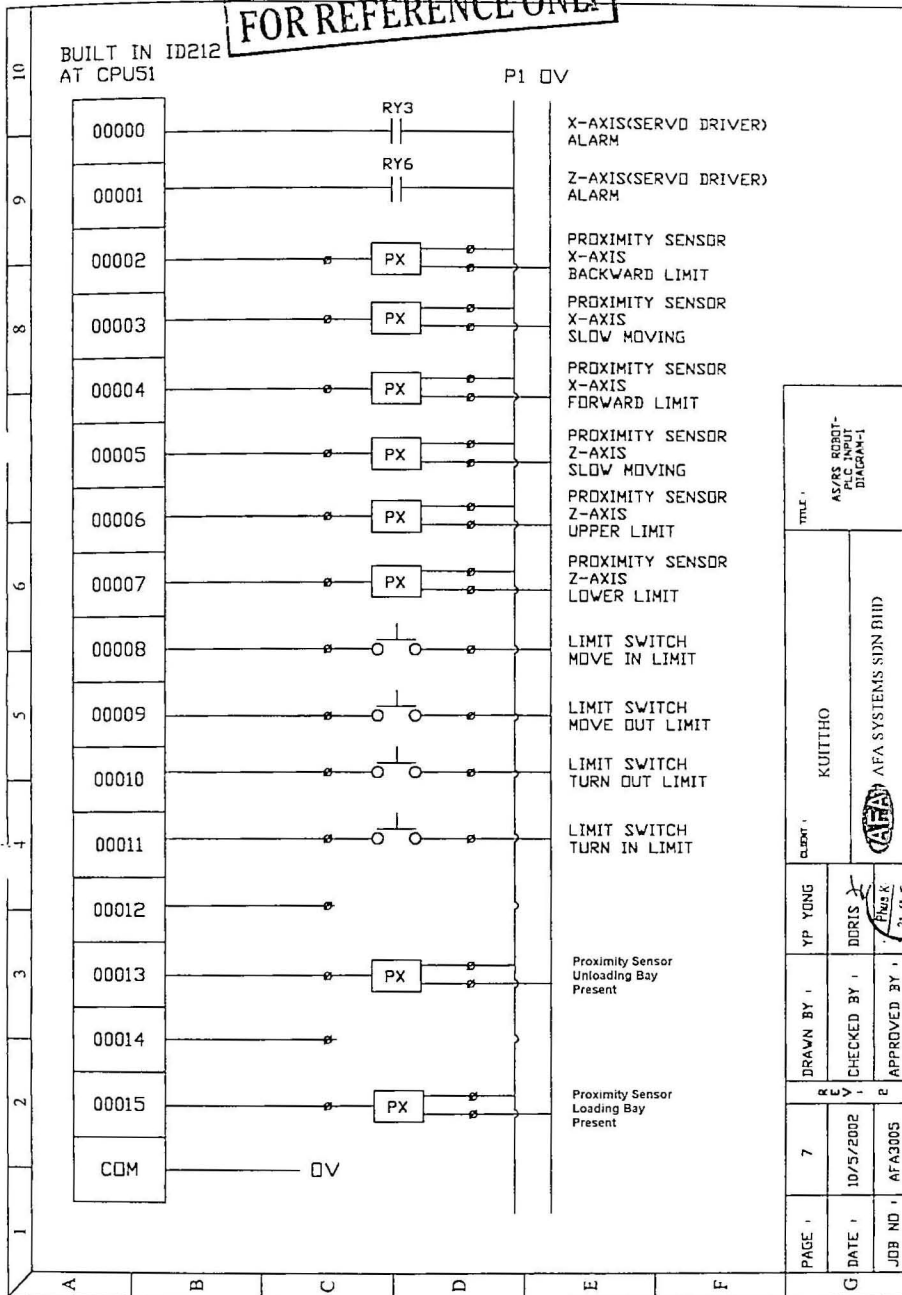 FOR REFERENCE ONLY
BUILT IN ID212
AT CPU51
P1 0V
00000
RY3
X-AXIS(SERVO DRIVER)
ALARM
00001
RY6
Z-AXIS(SERVO DRIVER)
ALARM
00002
PX
PROXIMITY SENSOR
X-AXIS
BACKWARD LIMIT
00003
PX
PROXIMITY SENSOR
X-AXIS
SLOW MOVING
00004
PX
PROXIMITY SENSOR
X-AXIS
FORWARD LIMIT
00005
PX
PROXIMITY SENSOR
Z-AXIS
SLOW MOVING
00006
PX
PROXIMITY SENSOR
Z-AXIS
UPPER LIMIT
00007
PX
PROXIMITY SENSOR
Z-AXIS
LOWER LIMIT
00008
LIMIT SWITCH
MOVE IN LIMIT
00009
LIMIT SWITCH
MOVE OUT LIMIT
00010
LIMIT SWITCH
TURN OUT LIMIT
00011
LIMIT SWITCH
TURN IN LIMIT
00012
00013
PX
Proximity Sensor
Unloading Bay
Present
00014
00015
PX
Proximity Sensor
Loading Bay
Present
COM
0V
10
9
8
6
5
4
3
2
1
A
B
C
D
E
F
G
TITLE :
AS/RS ROBOT-
PLC INPUT
DIAGRAM-1
CLIENT :
KUITTHO
AFA
AFA SYSTEMS SDN BHD
DRAWN BY :
YP YONG
CHECKED BY :
DORIS
APPROVED BY :
REV :
2
PAGE :
7
DATE :
10/5/2002
JOB NO :
AFA3005